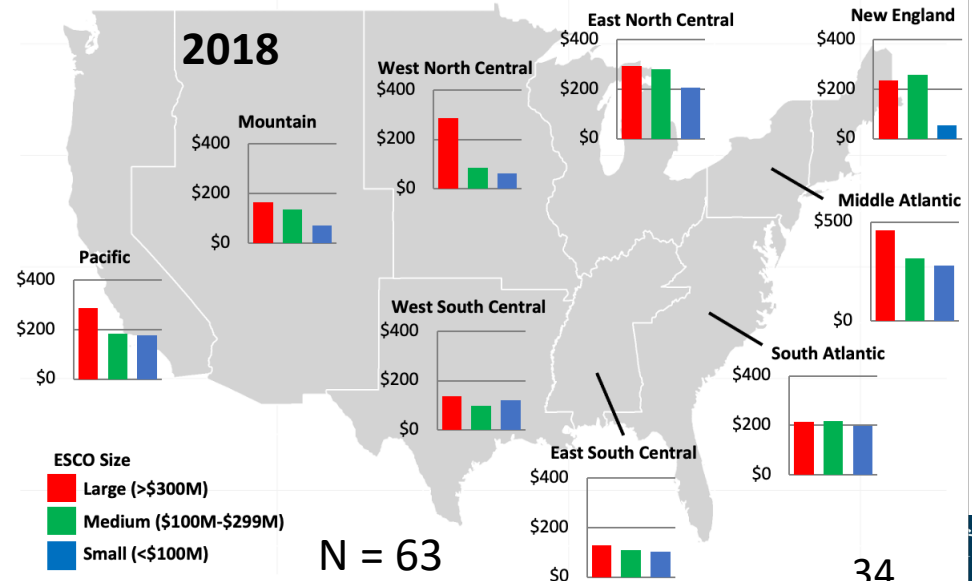 2018
East North Central
$400
$200
$0
New England
$400
$200
$0
West North Central
$400
$200
$0
Mountain
$400
$200
$0
Middle Atlantic
$500
$0
Pacific
$400
$200
$0
West South Central
$400
$200
$0
South Atlantic
$400
$200
$0
East South Central
$400
$200
$0
ESCO Size
Large (>$300M)
Medium ($100M-$299M)
Small (<$100M)
N = 63
34